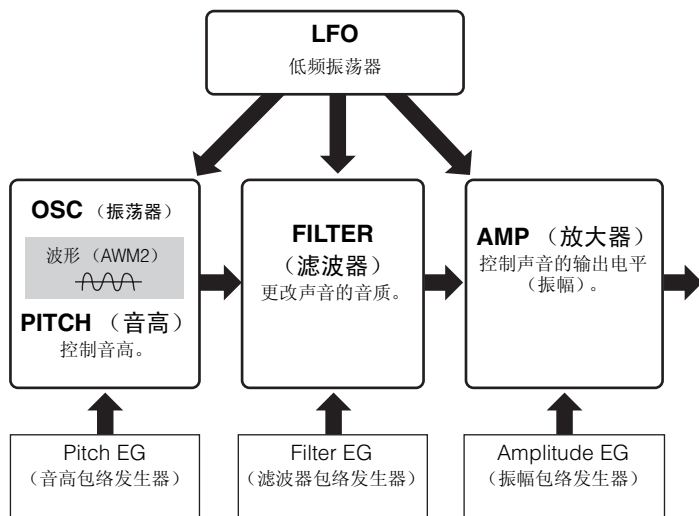 LFO
低频振荡器
OSC （振荡器）
波形 （AWM2）
PITCH （音高）
控制音高。
FILTER
（滤波器）
更改声音的音质。
AMP （放大器）
控制声音的输出电平
（振幅）。
Pitch EG
（音高包络发生器）
Filter EG
（滤波器包络发生器）
Amplitude EG
（振幅包络发生器）